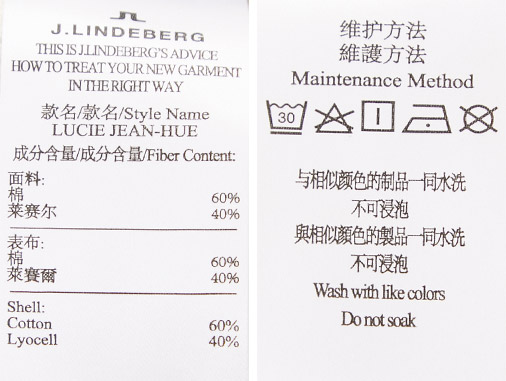 J.LINDEBERG
THIS IS J.LINDEBERG'S ADVICE
HOW TO TREAT YOUR NEW GARMENT
IN THE RIGHT WAY
款名/款名/Style Name
LUCIE JEAN-HUE
成分含量/成分含量/Fiber Content:
面料:
棉 60%
莱赛尔 40%
表布:
棉 60%
萊賽爾 40%
Shell:
Cotton 60%
Lyocell 40%
维护方法
維護方法
Maintenance Method
30
与相似颜色的制品一同水洗
不可浸泡
與相似顏色的製品一同水洗
不可浸泡
Wash with like colors
Do not soak